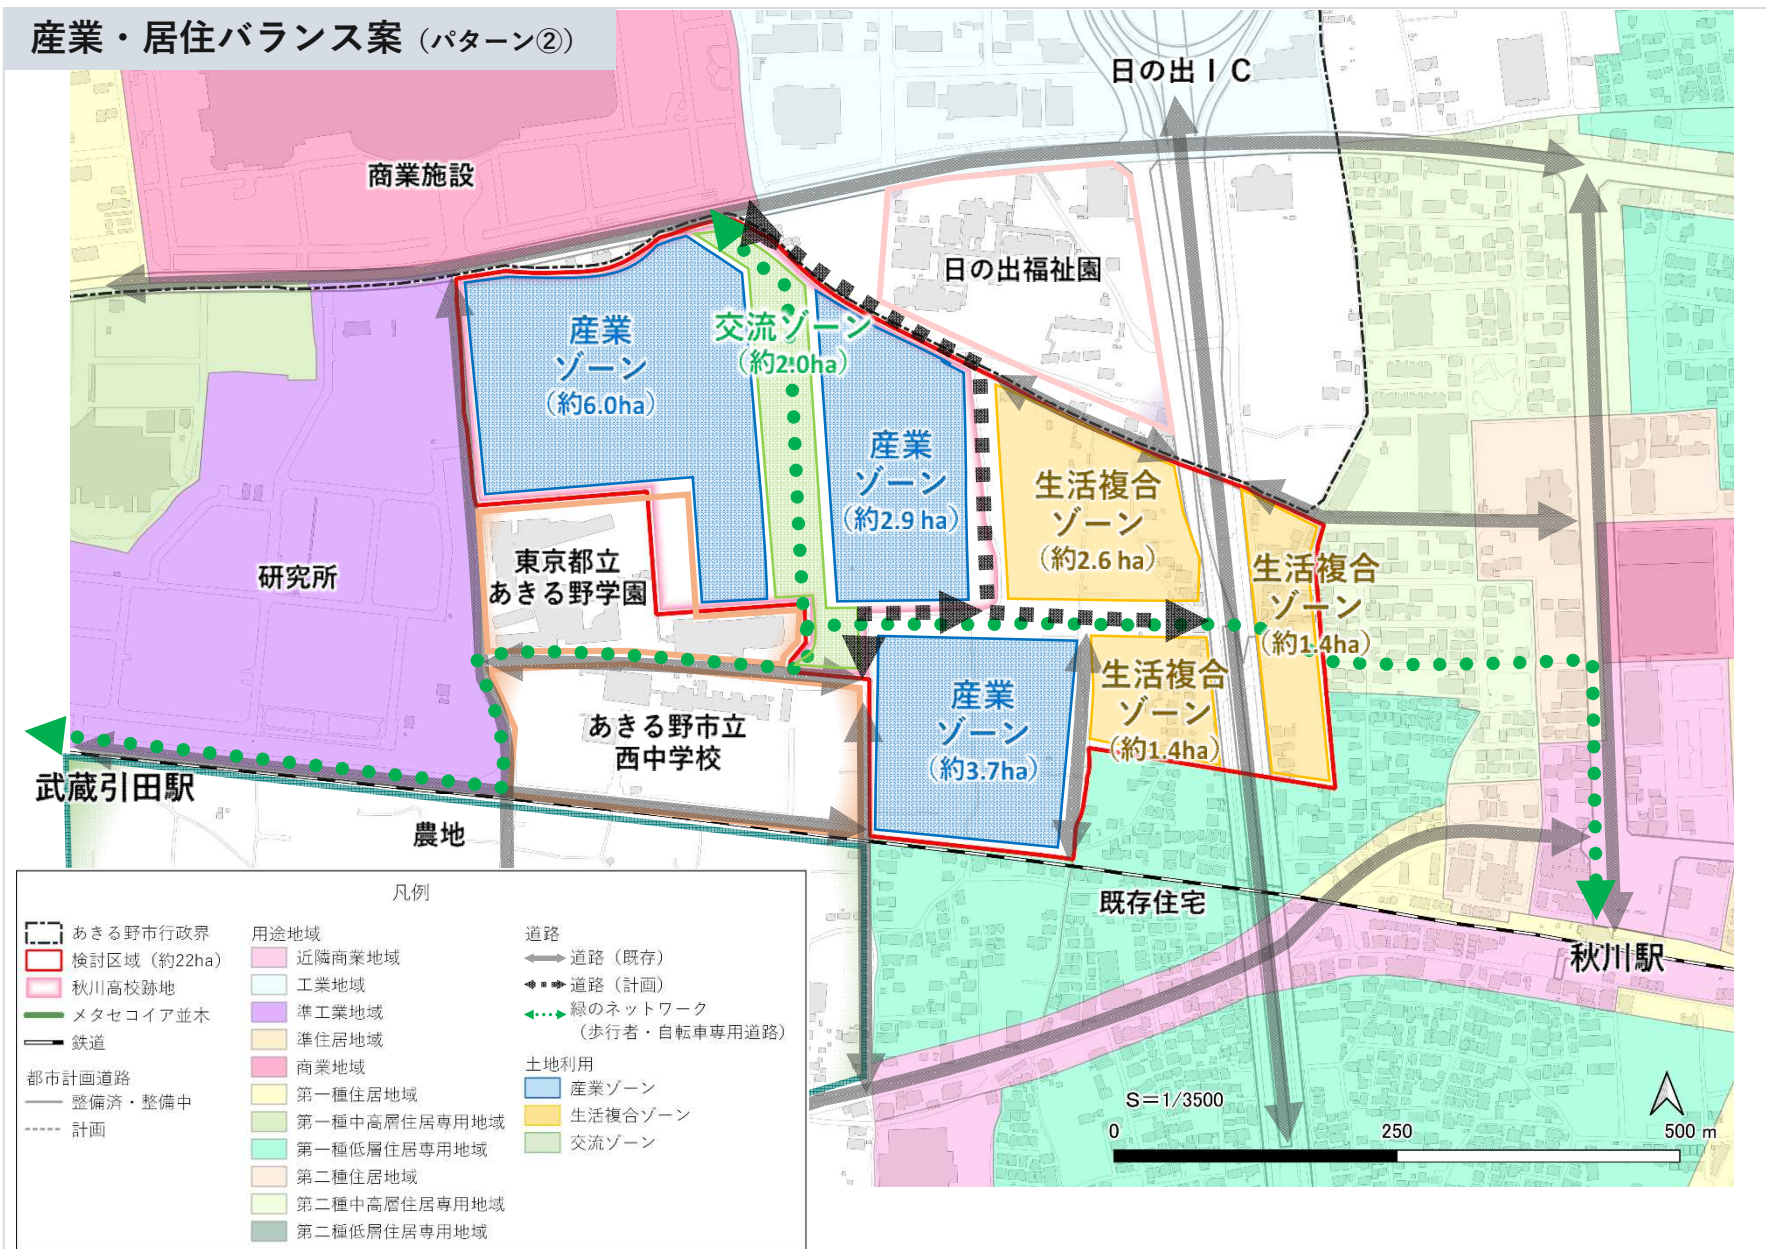 産業・居住バランス案（パターン②）
日の出ＩＣ
商業施設
日の出福祉園
産業
ゾーン
（約6.0ha）
交流ゾーン
（約2.0ha）
産業
ゾーン
（約2.9 ha）
生活複合
ゾーン
（約2.6 ha）
生活複合
ゾーン
（約1.4ha）
東京都立
あきる野学園
研究所
生活複合
ゾーン
（約1.4ha）
産業
ゾーン
（約3.7ha）
あきる野市立
西中学校
武蔵引田駅
農地
既存住宅
秋川駅
凡例
あきる野市行政界
検討区域（約22ha）
秋川高校跡地
メタセコイア並木
鉄道
都市計画道路
整備済・整備中
計画
用途地域
近隣商業地域
工業地域
準工業地域
準住居地域
商業地域
第一種住居地域
第一種中高層住居専用地域
第一種低層住居専用地域
第二種住居地域
第二種中高層住居専用地域
第二種低層住居専用地域
道路
道路（既存）
道路（計画）
緑のネットワーク
（歩行者・自転車専用道路）
土地利用
産業ゾーン
生活複合ゾーン
交流ゾーン
S＝1/3500
0 250 500 m